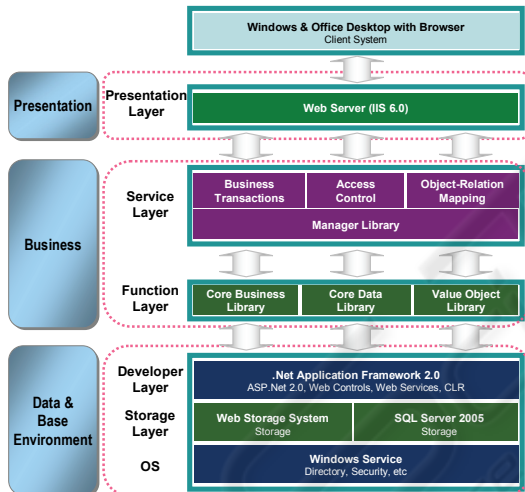 Windows & Office Desktop with Browser
Client System
Presentation
Presentation
Layer
Web Server (IIS 6.0)
Business
Service
Layer
Business
Transactions
Access
Control
Object-Relation
Mapping
Manager Library
Function
Layer
Core Business
Library
Core Data
Library
Value Object
Library
Data &
Base
Environment
Developer
Layer
.Net Application Framework 2.0
ASP.Net 2.0, Web Controls, Web Services, CLR
Storage
Layer
Web Storage System
Storage
SQL Server 2005
Storage
OS
Windows Service
Directory, Security, etc